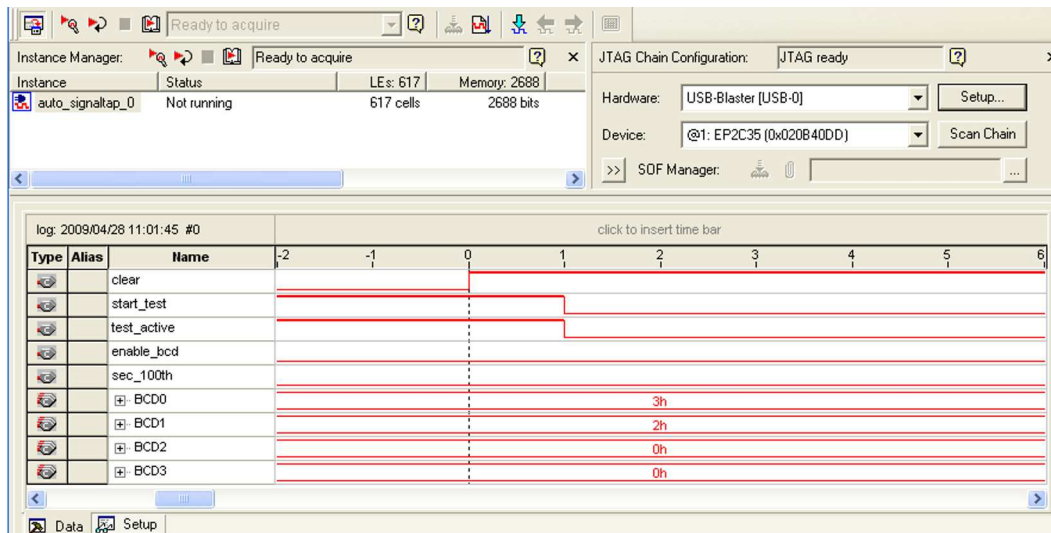 Ready to acquire
Instance Manager: Ready to acquire
Instance Status LEs: 617 Memory: 2688
auto_signaltap_0 Not running 617 cells 2688 bits
JTAG Chain Configuration: JTAG ready
Hardware: USB-Blaster [USB-0] Setup...
Device: @1: EP2C35 (0x020B40DD) Scan Chain
>> SOF Manager: ...
log: 2009/04/28 11:01:45 #0 click to insert time bar
Type Alias Name -2 -1 0 1 2 3 4 5 6
clear
start_test
test_active
enable_bcd
sec_100th
BCD0 3h
BCD1 2h
BCD2 0h
BCD3 0h
Data Setup